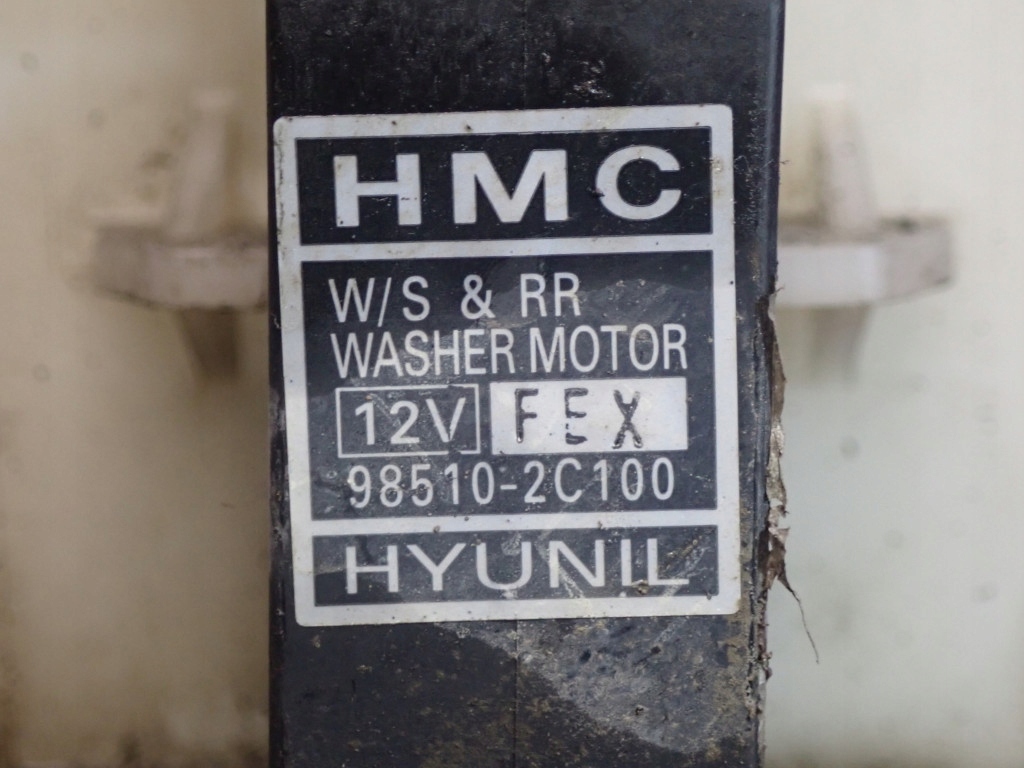 HMC
W/S & RR
WASHER MOTOR
12V FEX
98510-2C100
HYUNIL